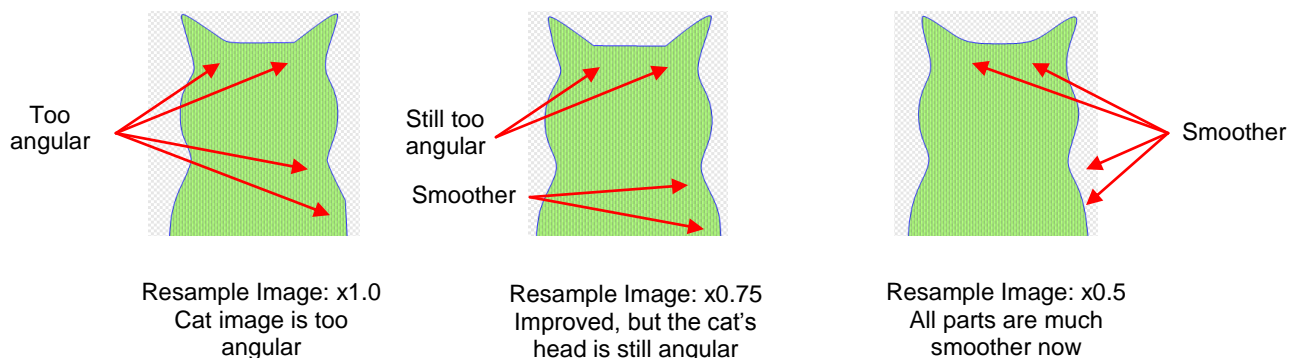 Too
angular
Still too
angular
Smoother
Smoother
Resample Image: x1.0
Cat image is too
angular
Resample Image: x0.75
Improved, but the cat’s
head is still angular
Resample Image: x0.5
All parts are much
smoother now